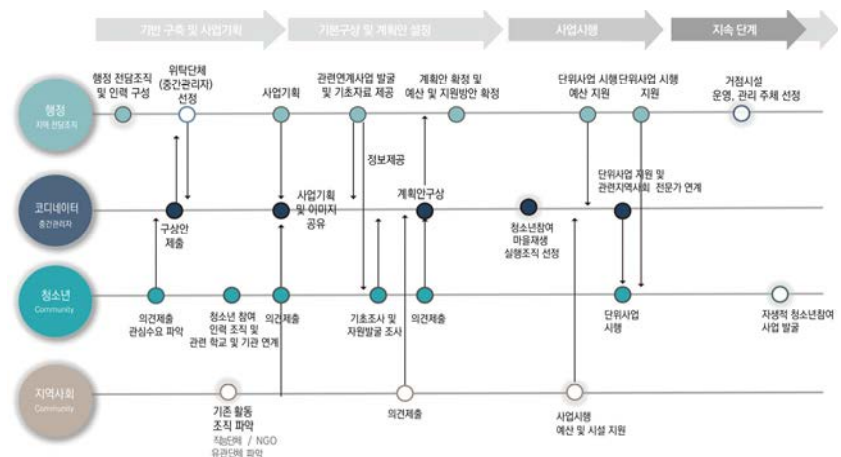 기반 구축 및 사업기획
기본구상 및 계획안 설정
사업시행
지속 단계
행정
지역 전담조직
행정 전담조직
및 인력 구성
위탁단체
(중간관리자)
선정
사업기획
관련연계사업 발굴
및 기초자료 제공
계획안 확정 및
예산 및 지원방안 확정
단위사업 시행
예산 지원
단위사업 시행
지원
거점시설
운영, 관리 주체 선정
정보제공
코디네이터
중간관리자
구상안
제출
사업기획
및 이미지
공유
계획안구상
청소년참여
마을재생
실행조직 선정
단위사업 지원 및
관련지역사회 전문가 연계
청소년
Community
의견제출
관심수요 파악
청소년 참여
인력 조직 및
관련 학교 및 기관 연계
의견제출
기초조사 및
자원발굴 조사
의견제출
단위사업
시행
자생적 청소년참여
사업 발굴
지역사회
Community
기존 활동
조직 파악
직능단체 / NGO
유관단체 파악
의견제출
사업시행
예산 및 시설 지원